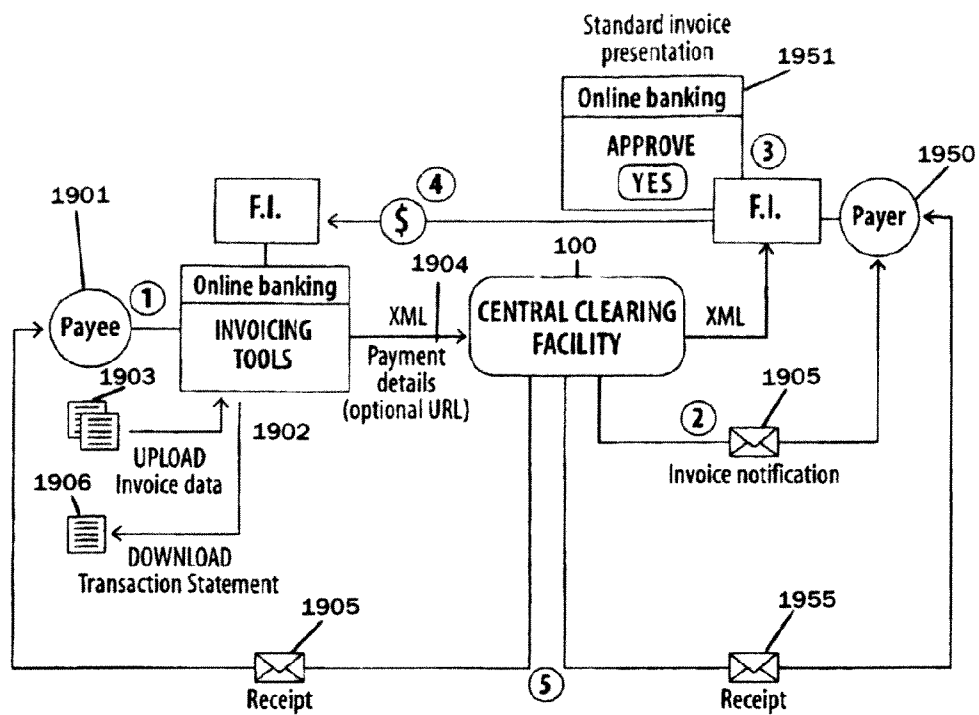 Standard invoice
presentation
1951
Online banking
APPROVE
YES
3
1950
F.I.
Payer
1901
F.I.
4
$
1904
100
1
Payee
Online banking
INVOICING
TOOLS
XML
Payment
details
(optional URL)
CENTRAL CLEARING
FACILITY
XML
1903
1902
UPLOAD
Invoice data
2
1905
Invoice notification
1906
DOWNLOAD
Transaction Statement
1905
Receipt
5
1955
Receipt